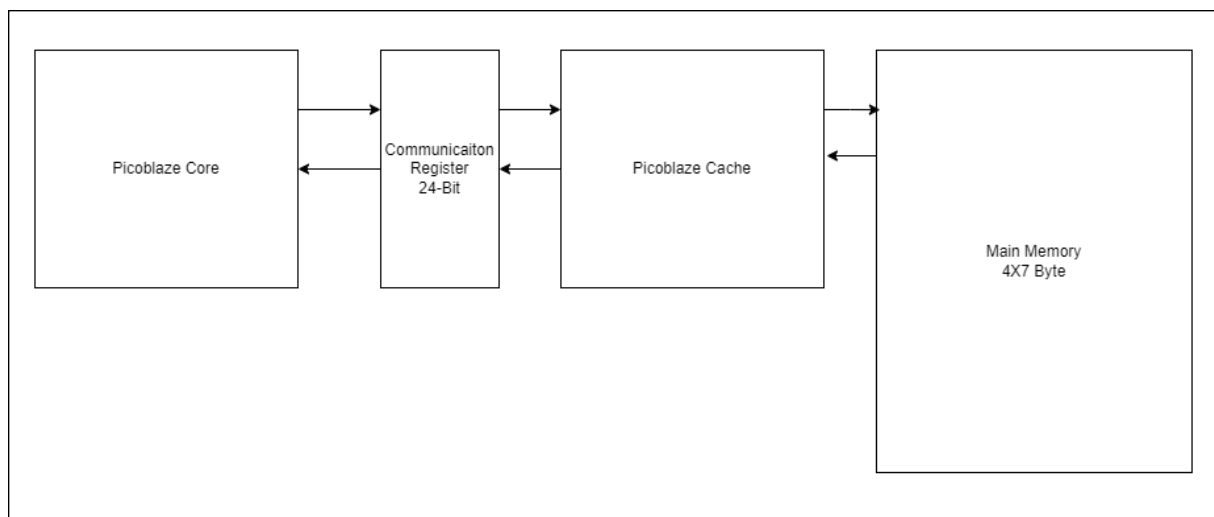 Picoblaze Core
Communicaiton
Register
24-Bit
Picoblaze Cache
Main Memory
4X7 Byte